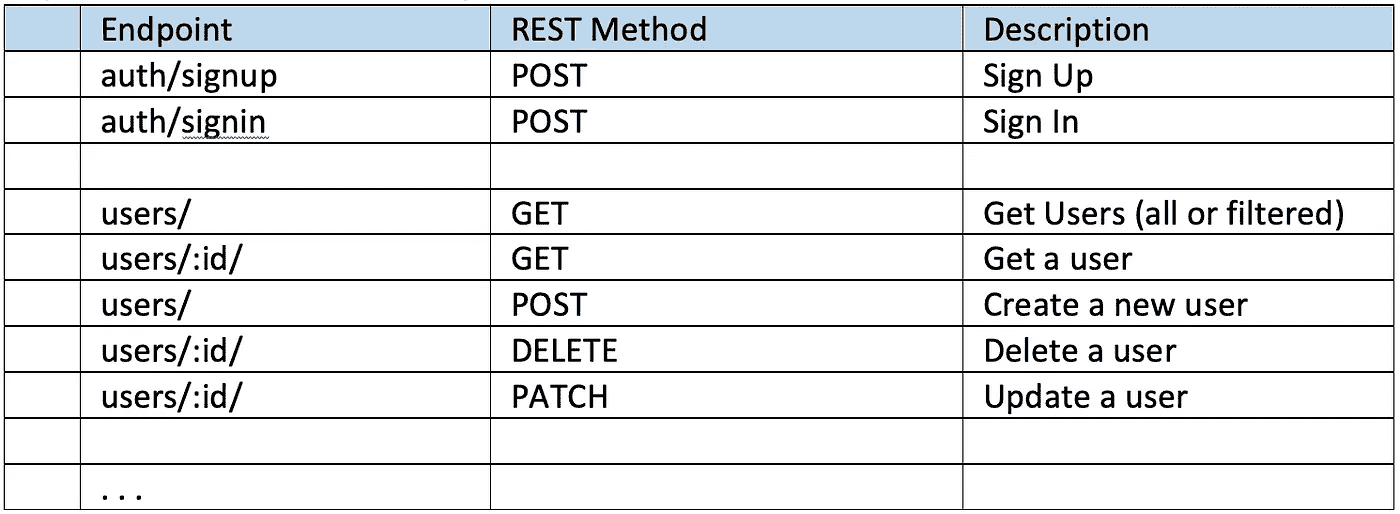 Endpoint REST Method Description
auth/signup POST Sign Up
auth/signin POST Sign In
users/ GET Get Users (all or filtered)
users/:id/ GET Get a user
users/ POST Create a new user
users/:id/ DELETE Delete a user
users/:id/ PATCH Update a user
. . .